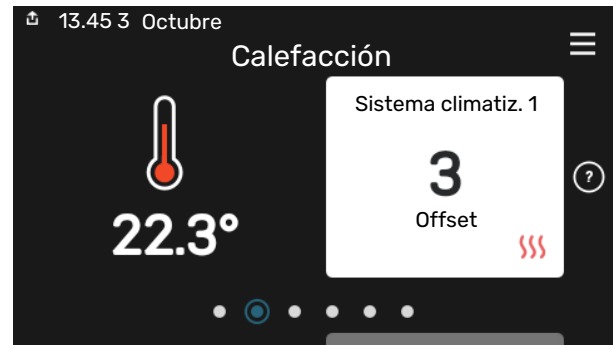 13.45 3 Octubre
Calefacción
Sistema climatiz. 1
3
Offset
22.3°
?